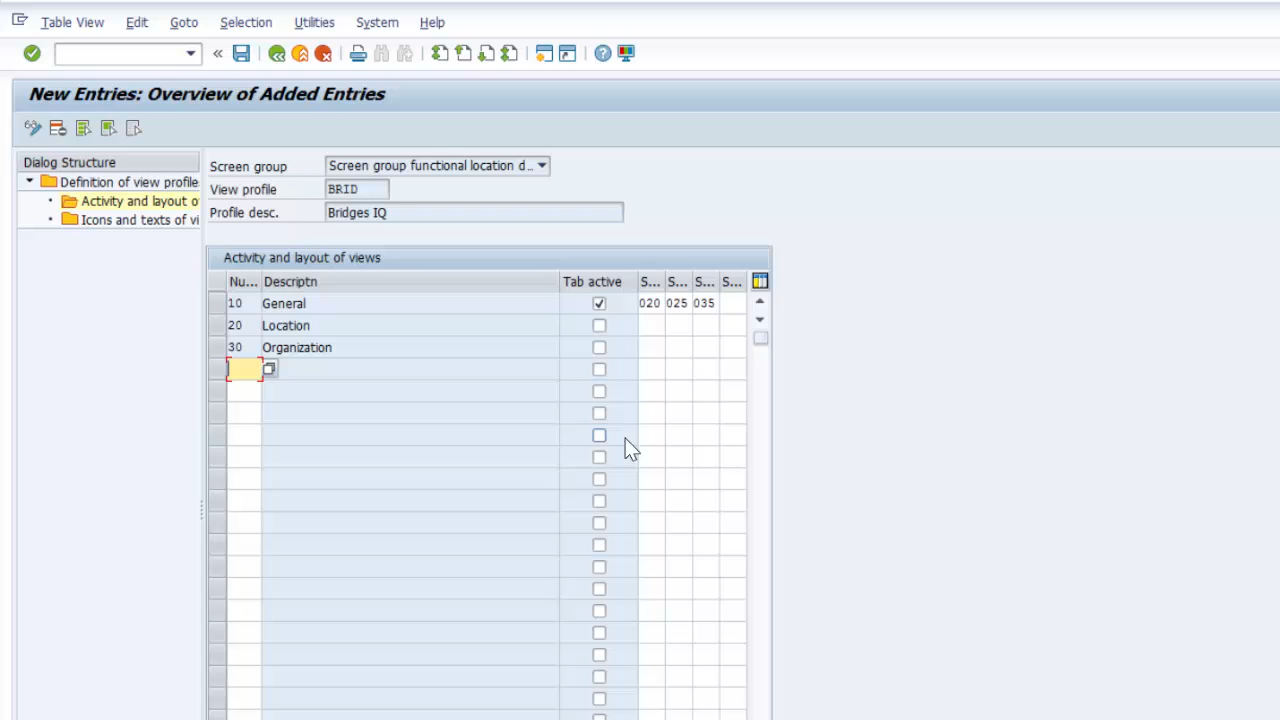 Table View Edit Goto Selection Utilities System Help
«
New Entries: Overview of Added Entries
Dialog Structure
Definition of view profile
Activity and layout o
Icons and texts of vi
Screen group Screen group functional location d...
View profile BRID
Profile desc. Bridges IQ
Activity and layout of views
Nu... Descriptn Tab active S... S... S... S...
10 General 020 025 035
20 Location
30 Organization